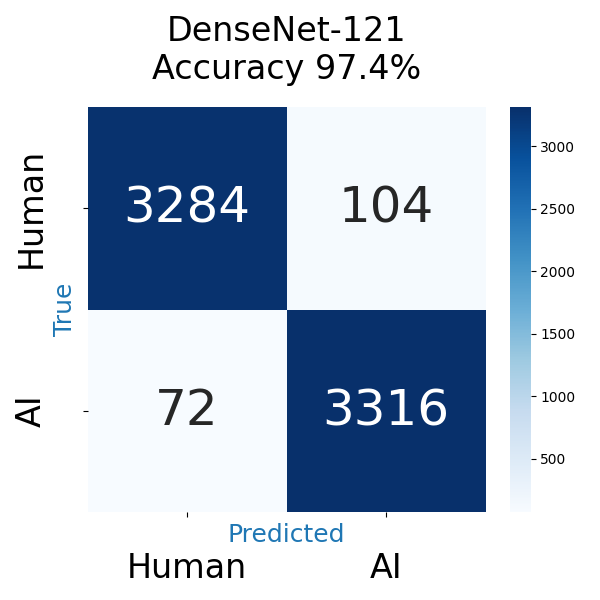 DenseNet-121
Accuracy 97.4%
Human
3284
104
3000
2500
2000
True
1500
AI
72
3316
1000
500
Predicted
Human
AI